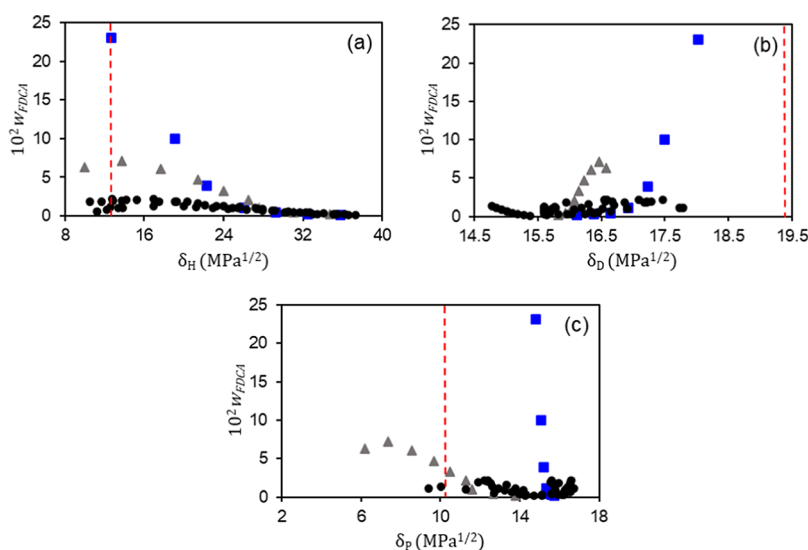 (a)
10² w_FDCA
25
20
15
10
5
0
8 16 24 32 40
δ_H (MPa^1/2)
(b)
10² w_FDCA
25
20
15
10
5
0
14.5 15.5 16.5 17.5 18.5 19.5
δ_D (MPa^1/2)
(c)
10² w_FDCA
25
20
15
10
5
0
2 6 10 14 18
δ_P (MPa^1/2)